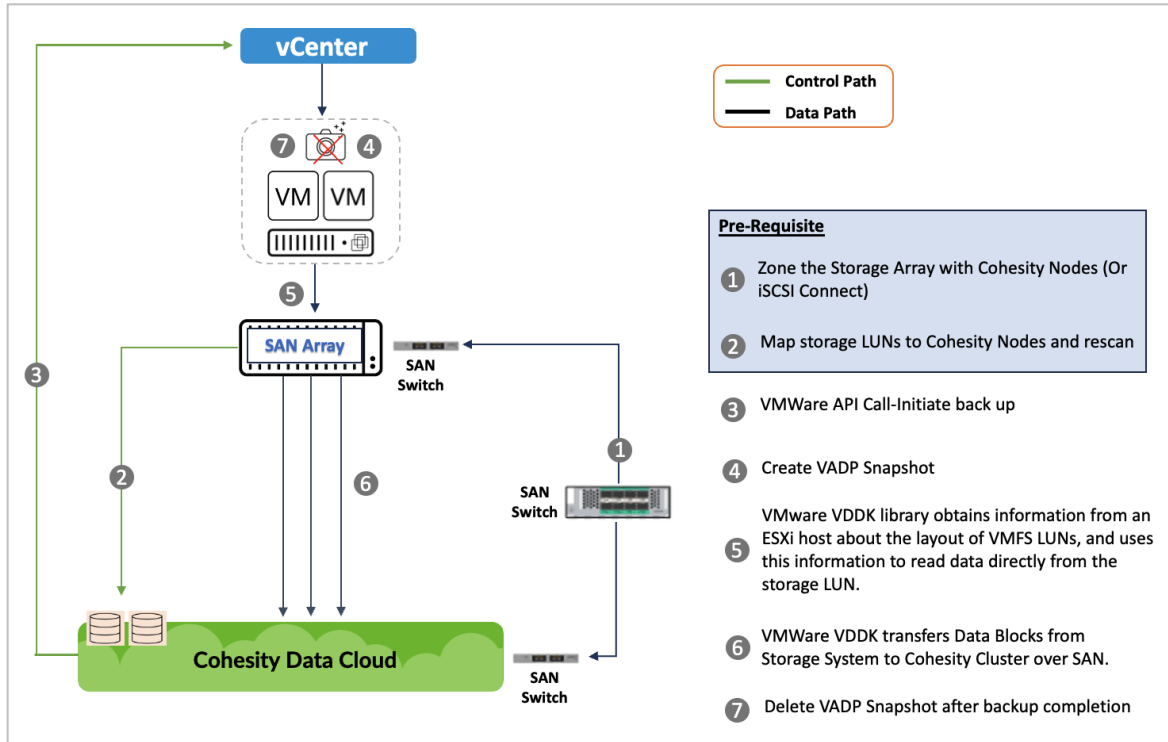 vCenter
Control Path
Data Path
7
4
VM
VM
Pre-Requisite
1
Zone the Storage Array with Cohesity Nodes (Or
iSCSI Connect)
2
Map storage LUNs to Cohesity Nodes and rescan
5
SAN Array
SAN
Switch
3
3
VMWare API Call-Initiate back up
1
4
Create VADP Snapshot
2
6
SAN
Switch
5
VMware VDDK library obtains information from an
ESXi host about the layout of VMFS LUNs, and uses
this information to read data directly from the
storage LUN.
Cohesity Data Cloud
SAN
Switch
6
VMWare VDDK transfers Data Blocks from
Storage System to Cohesity Cluster over SAN.
7
Delete VADP Snapshot after backup completion